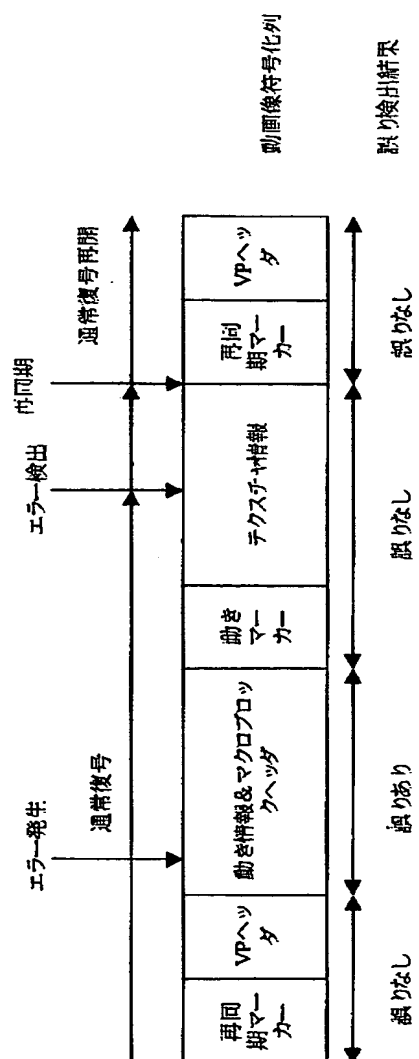 エラー発生
エラー検出
再同期
通常復号
通常復号再開
再同
期マー
カー
VPヘッ
ダ
動き情報&マクロブロッ
クヘッダ
動き
マー
カー
テクスチャ情報
再同
期マー
カー
VPヘッ
ダ
動画像符号化列
誤りなし
誤りあり
誤りなし
誤りなし
誤り検出結果